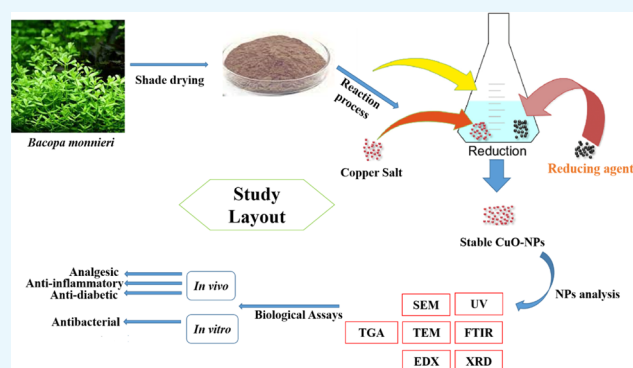 Shade drying
Bacopa monnieri
Reaction
process
Copper Salt
Reduction
Reducing agent
Study
Layout
Stable CuO-NPs
NPs analysis
SEM
UV
TGA
TEM
FTIR
EDX
XRD
Biological Assays
In vivo
Analgesic
Anti-inflammatory
Anti-diabetic
In vitro
Antibacterial